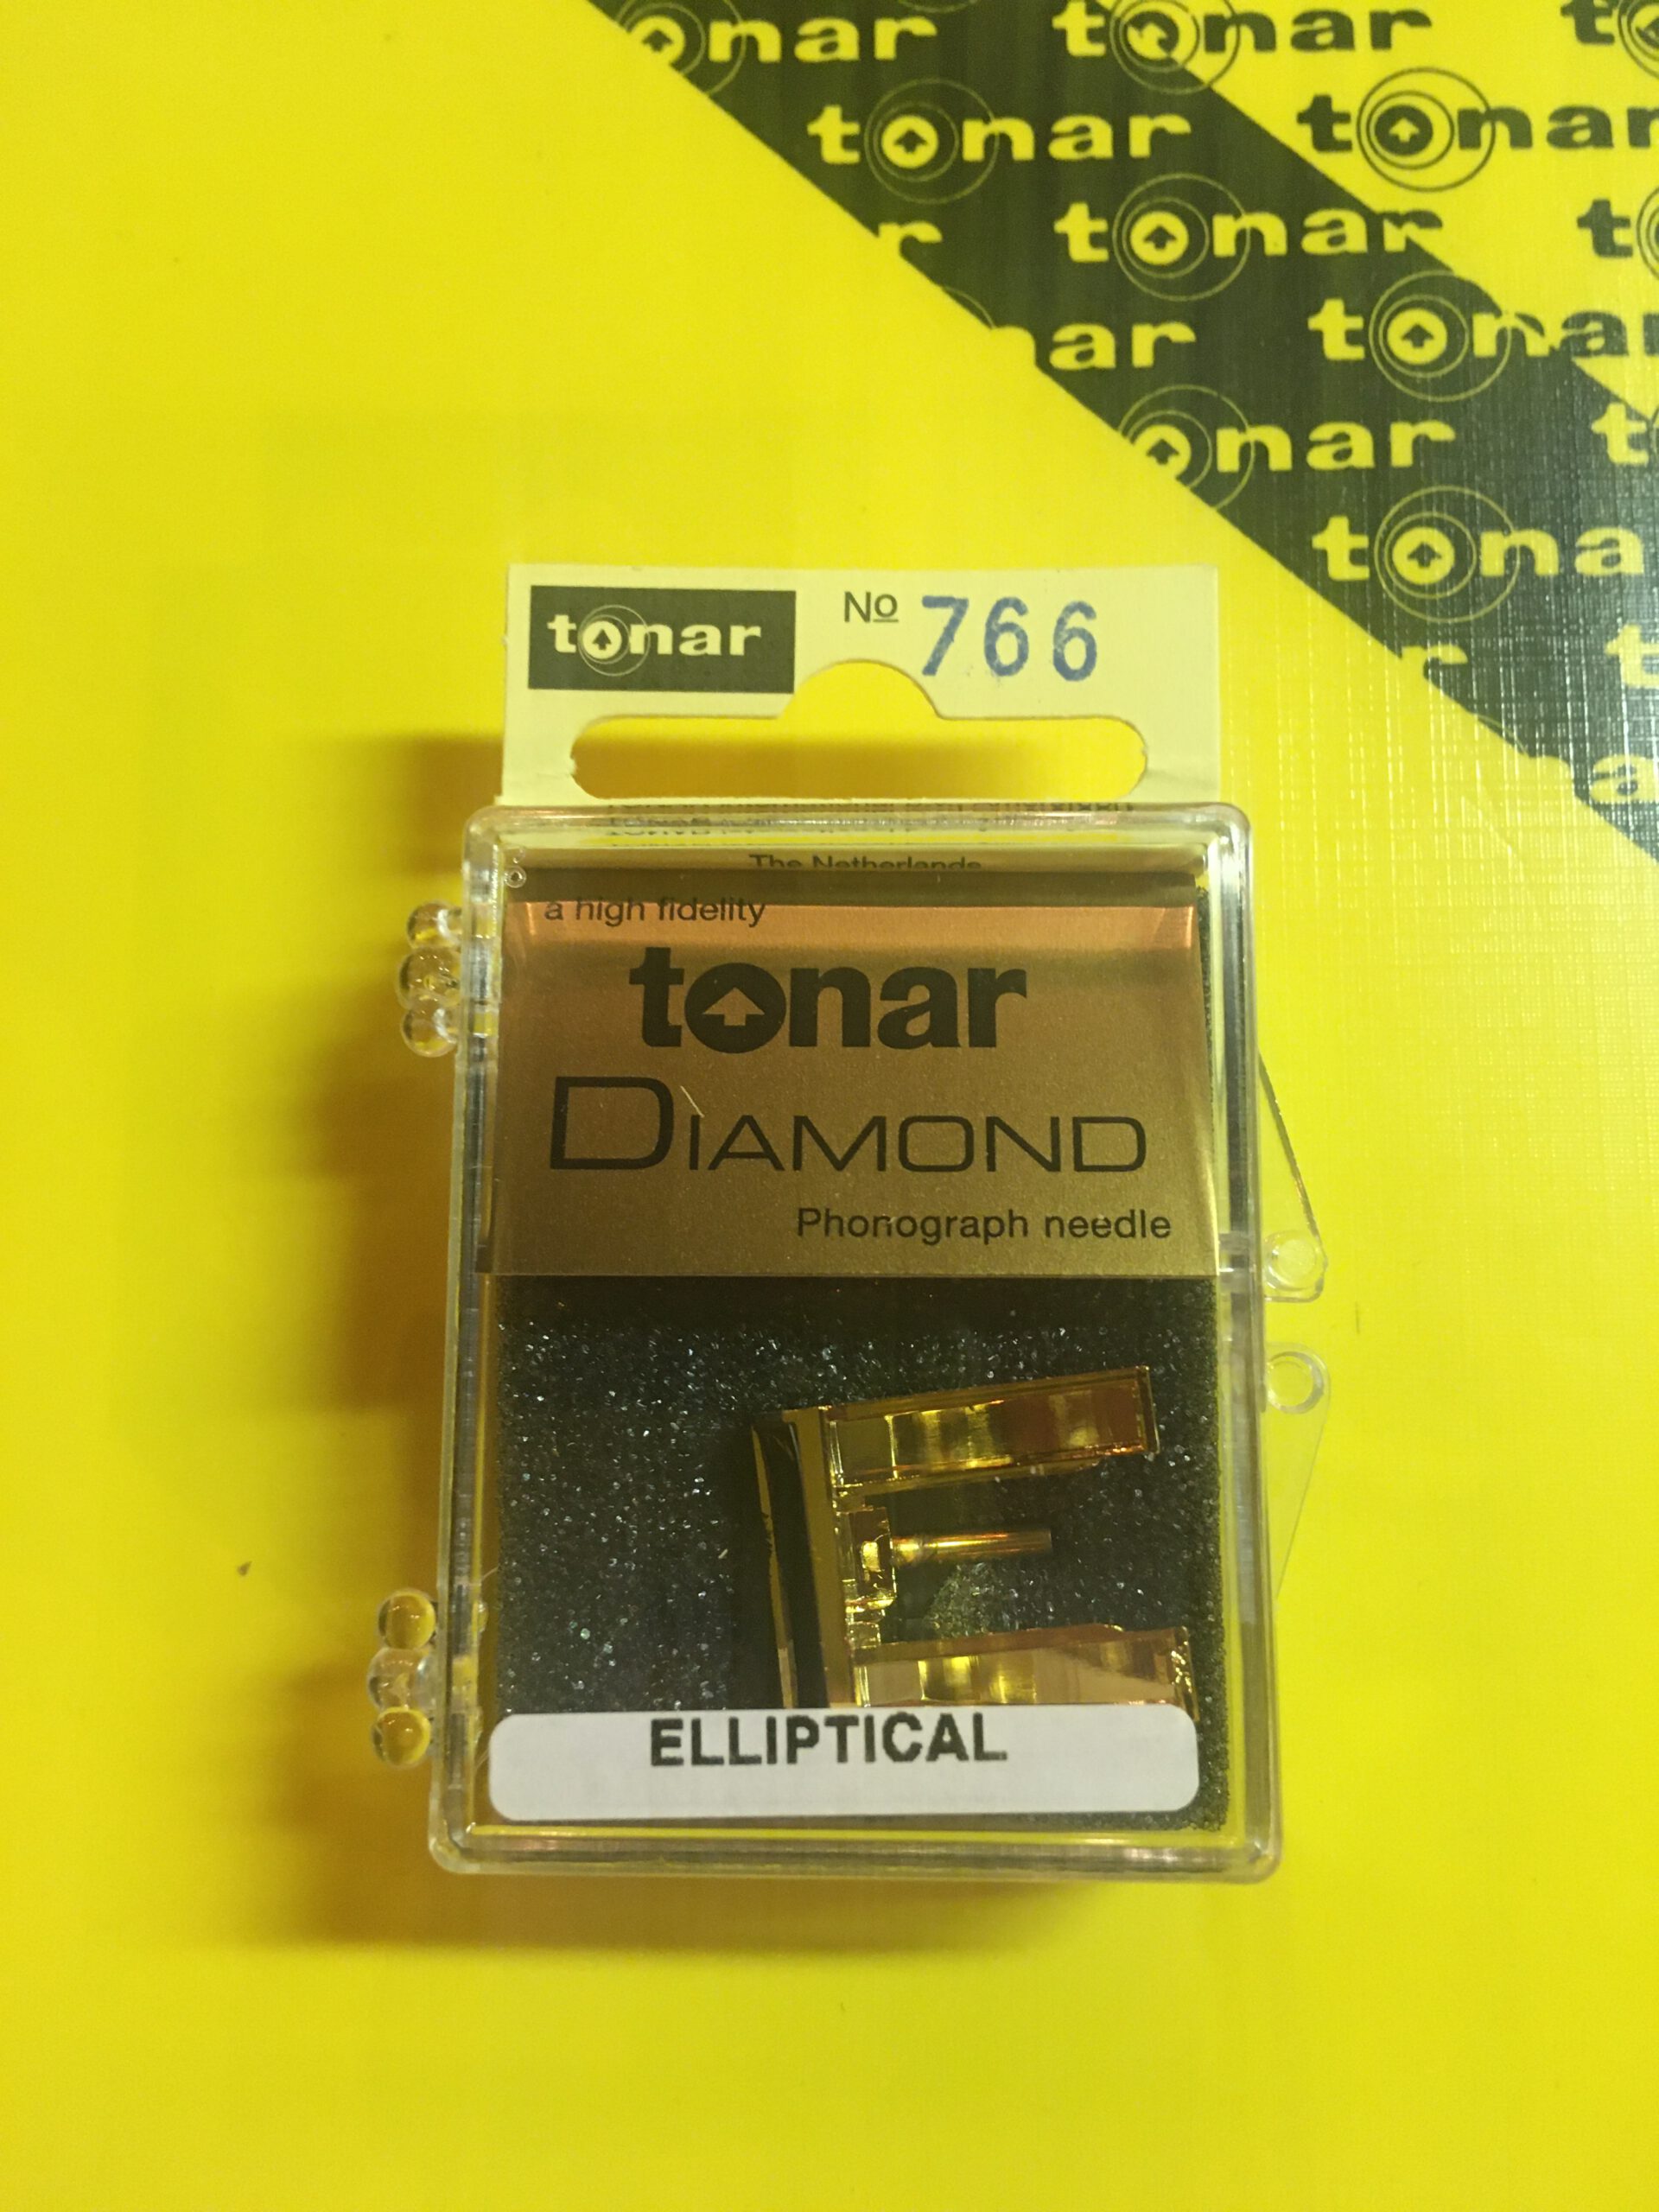 tonar tonar
tonar tonar
r tonar t
ar tonar
tonar t
tona
r t
a
tonar No 766
The Netherlands
a high fidelity
tonar
DIAMOND
Phonograph needle
ELLIPTICAL